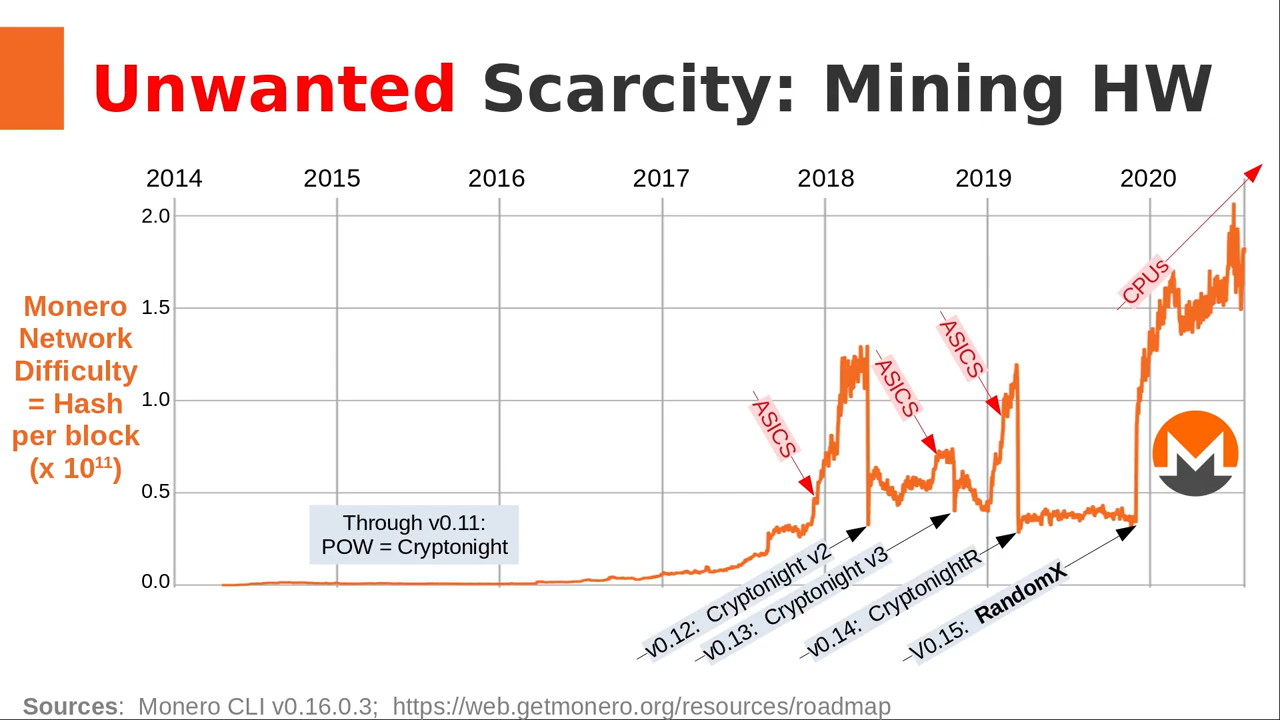 Unwanted Scarcity: Mining HW
2014 2015 2016 2017 2018 2019 2020
2.0
1.5
1.0
0.5
0.0
Monero
Network
Difficulty
= Hash
per block
(x 10¹¹)
Through v0.11:
POW = Cryptonight
ASICS
ASICS
ASICS
CPUs
v0.12: Cryptonight v2
v0.13: Cryptonight v3
v0.14: CryptonightR
V0.15: RandomX
Sources: Monero CLI v0.16.0.3; https://web.getmonero.org/resources/roadmap